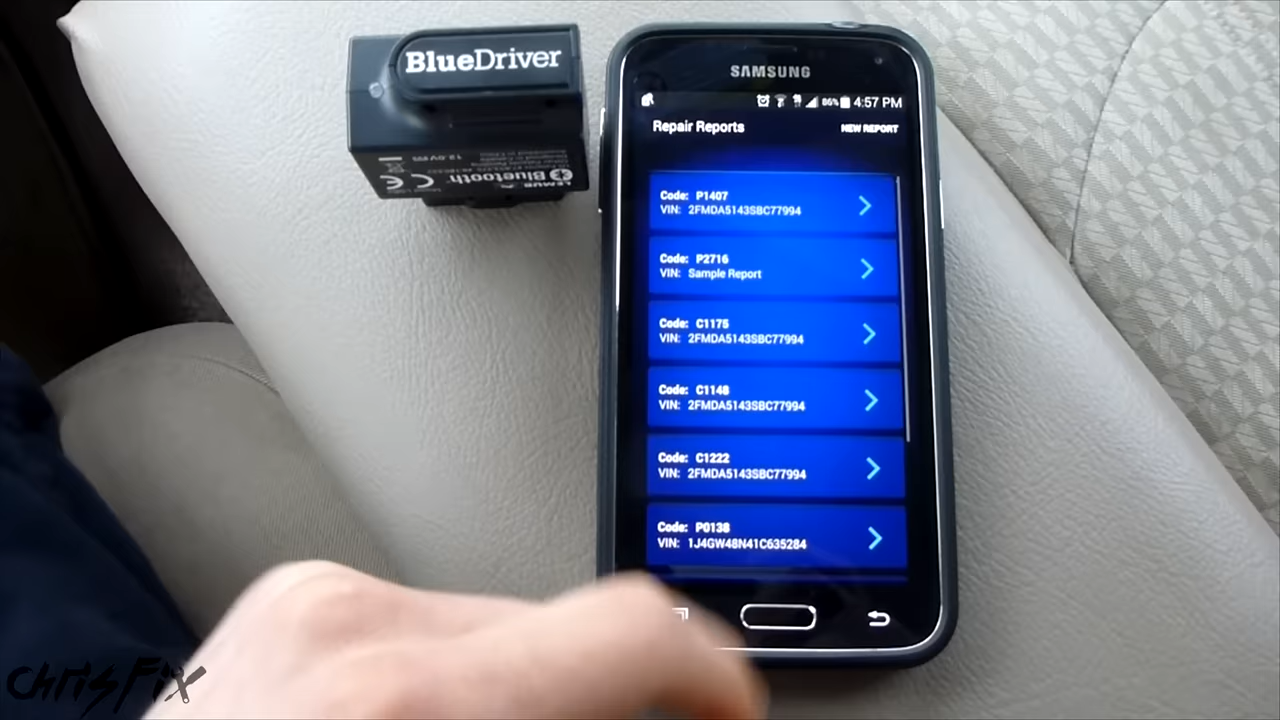 BlueDriver
Bluetooth
SAMSUNG
86% 4:57 PM
Repair Reports
NEW REPORT
Code: P1407
VIN: 2FMDA5143SBC77994
Code: P2716
VIN: Sample Report
Code: C1175
VIN: 2FMDA5143SBC77994
Code: C1148
VIN: 2FMDA5143SBC77994
Code: C1222
VIN: 2FMDA5143SBC77994
Code: P0138
VIN: 1J4GW48N41C635284
chrisFix